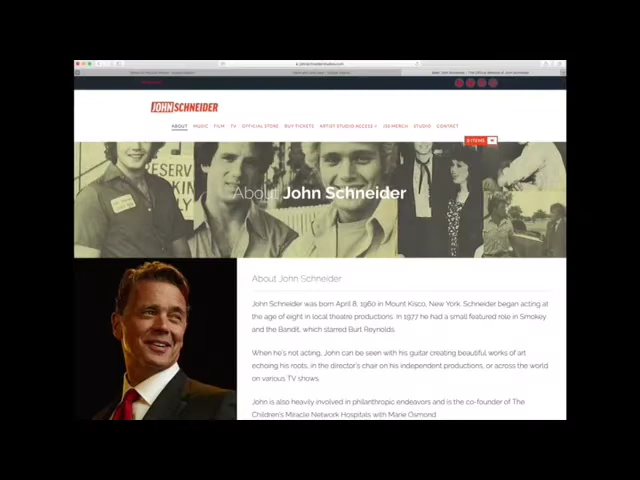 JOHN SCHNEIDER
ABOUT MUSIC FILM TV OFFICIAL STORE BUY TICKETS ARTIST STUDIO ACCESS JSS MERCH STUDIO CONTACT
0 ITEMS
RESERV
KIN
LY
About John Schneider
About John Schneider
John Schneider was born April 8, 1960 in Mount Kisco, New York. Schneider began acting
at the age of eight in local theatre productions. In 1977 he had a small featured role in Smokey
and the Bandit, which starred Burt Reynolds.
When he's not acting, John can be seen with his guitar creating beautiful works of art
echoing his roots, in the director's chair on his independent productions, or across the world
on various TV shows.
John is also heavily involved in philanthropic endeavors and is the co-founder of The
Children's Miracle Network Hospitals with Marie Osmond